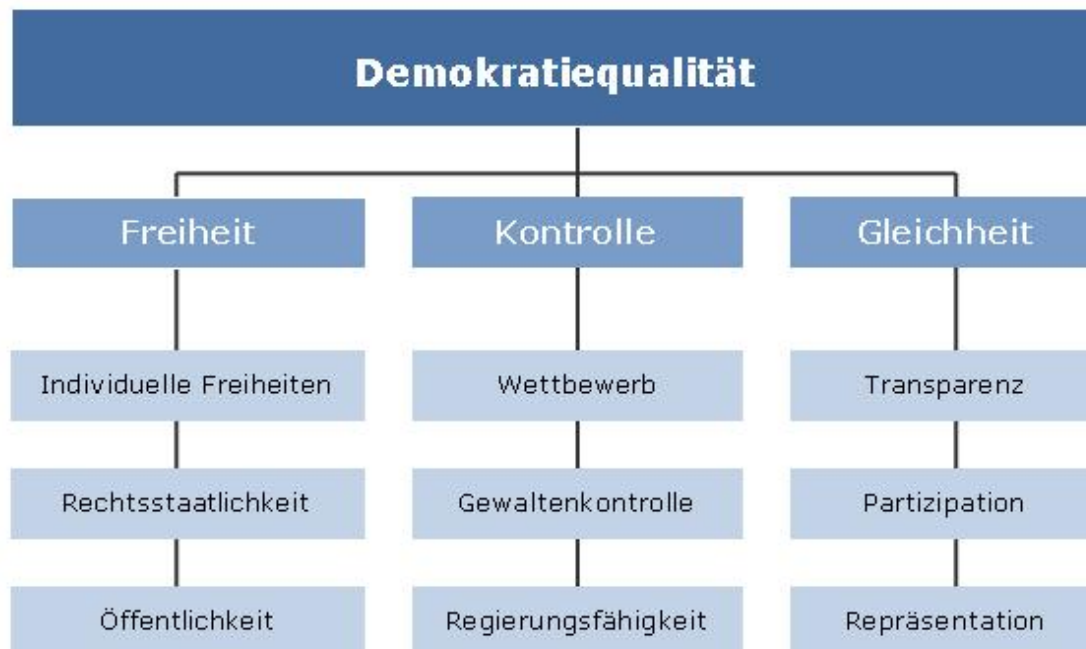 Demokratiequalität
Freiheit
Kontrolle
Gleichheit
Individuelle Freiheiten
Wettbewerb
Transparenz
Rechtsstaatlichkeit
Gewaltenkontrolle
Partizipation
Öffentlichkeit
Regierungsfähigkeit
Repräsentation